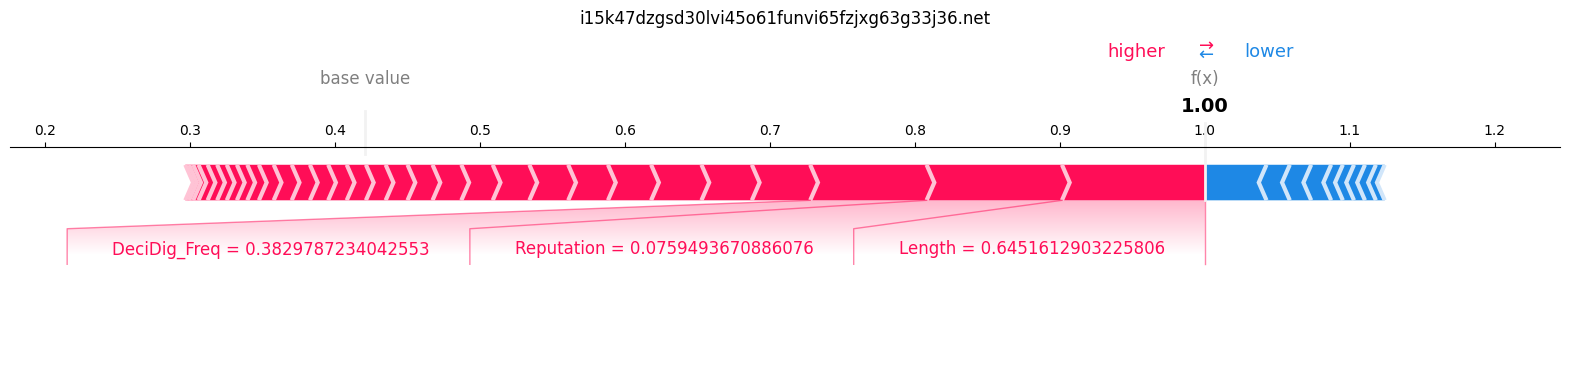 i15k47dzgsd30lvi45o61funvi65fzjxg63g33j36.net
higher ⇄ lower
base value f(x)
1.00
0.2 0.3 0.4 0.5 0.6 0.7 0.8 0.9 1.0 1.1 1.2
DeciDig_Freq = 0.3829787234042553 Reputation = 0.0759493670886076 Length = 0.6451612903225806